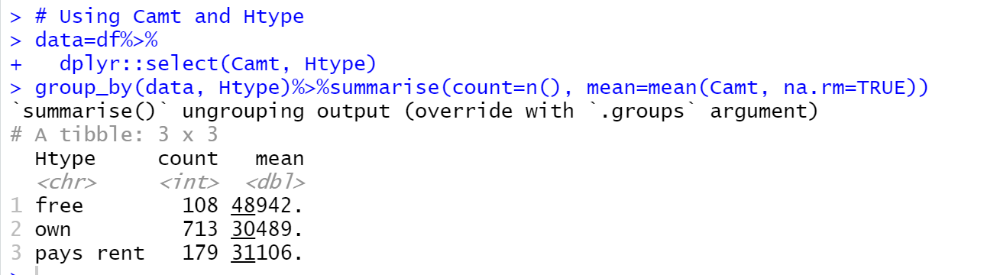 > # Using Camt and Htype
> data=df%>%
+   dplyr::select(Camt, Htype)
> group_by(data, Htype)%>%summarise(count=n(), mean=mean(Camt, na.rm=TRUE))
`summarise()` ungrouping output (override with `.groups` argument)
# A tibble: 3 x 3
  Htype     count   mean
  <chr>     <int>  <dbl>
1 free        108 48942.
2 own         713 30489.
3 pays rent   179 31106.
>